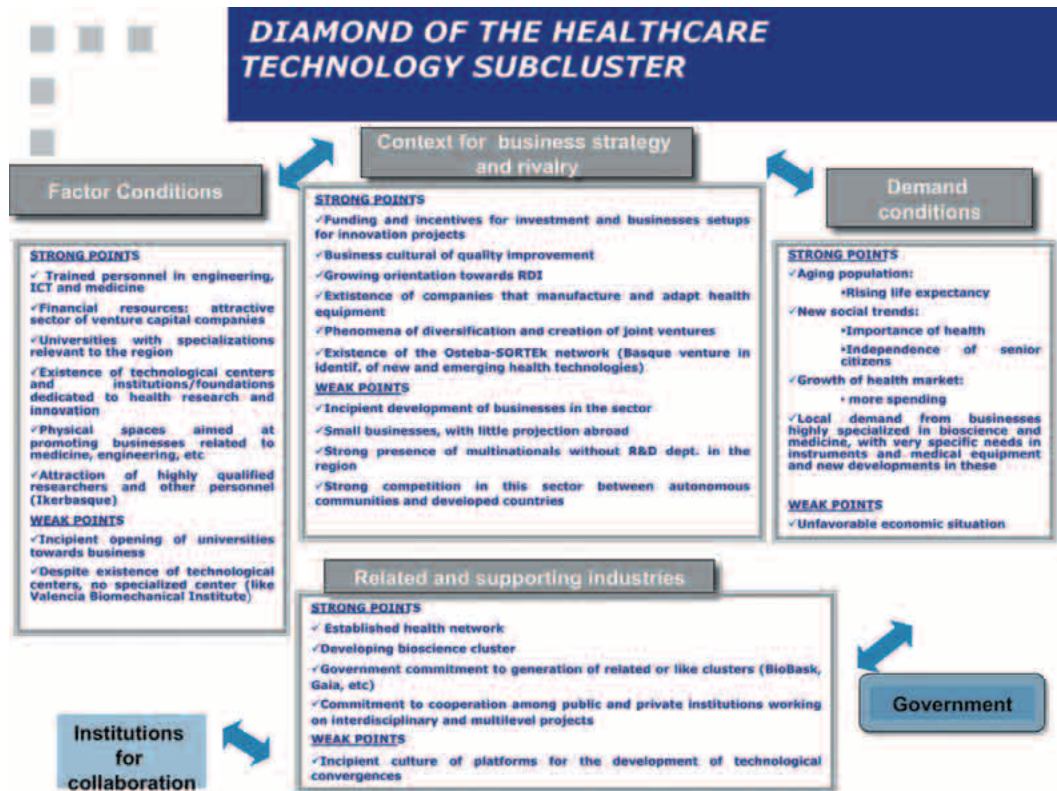 DIAMOND OF THE HEALTHCARE
TECHNOLOGY SUBCLUSTER
Factor Conditions
STRONG POINTS
✓ Trained personnel in engineering,
ICT and medicine
✓Financial resources: attractive
sector of venture capital companies
✓Universities with specializations
relevant to the region
✓Existence of technological centers
and institutions/foundations
dedicated to health research and
innovation
✓Physical spaces aimed at
promoting businesses related to
medicine, engineering, etc
✓Attraction of highly qualified
researchers and other personnel
(Ikerbasque)
WEAK POINTS
✓Incipient opening of universities
towards business
✓Despite existence of technological
centers, no specialized center (like
Valencia Biomechanical Institute)
Context for business strategy
and rivalry
STRONG POINTS
✓Funding and incentives for investment and businesses setups
for innovation projects
✓Business cultural of quality improvement
✓Growing orientation towards RDI
✓Extistence of companies that manufacture and adapt health
equipment
✓Phenomena of diversification and creation of joint ventures
✓Existence of the Osteba-SORTEk network (Basque venture in
identif. of new and emerging health technologies)
WEAK POINTS
✓Incipient development of businesses in the sector
✓Small businesses, with little projection abroad
✓Strong presence of multinationals without R&D dept. in the
region
✓Strong competition in this sector between autonomous
communities and developed countries
Demand
conditions
STRONG POINTS
✓Aging population:
•Rising life expectancy
✓New social trends:
•Importance of health
•Independence of senior
citizens
✓Growth of health market:
• more spending
✓Local demand from businesses
highly specialized in bioscience and
medicine, with very specific needs in
instruments and medical equipment
and new developments in these
WEAK POINTS
✓Unfavorable economic situation
Related and supporting industries
STRONG POINTS
✓ Established health network
✓Developing bioscience cluster
✓Government commitment to generation of related or like clusters (BioBask,
Gaia, etc)
✓Commitment to cooperation among public and private institutions working
on interdisciplinary and multilevel projects
WEAK POINTS
✓Incipient culture of platforms for the development of technological
convergences
Government
Institutions
for
collaboration